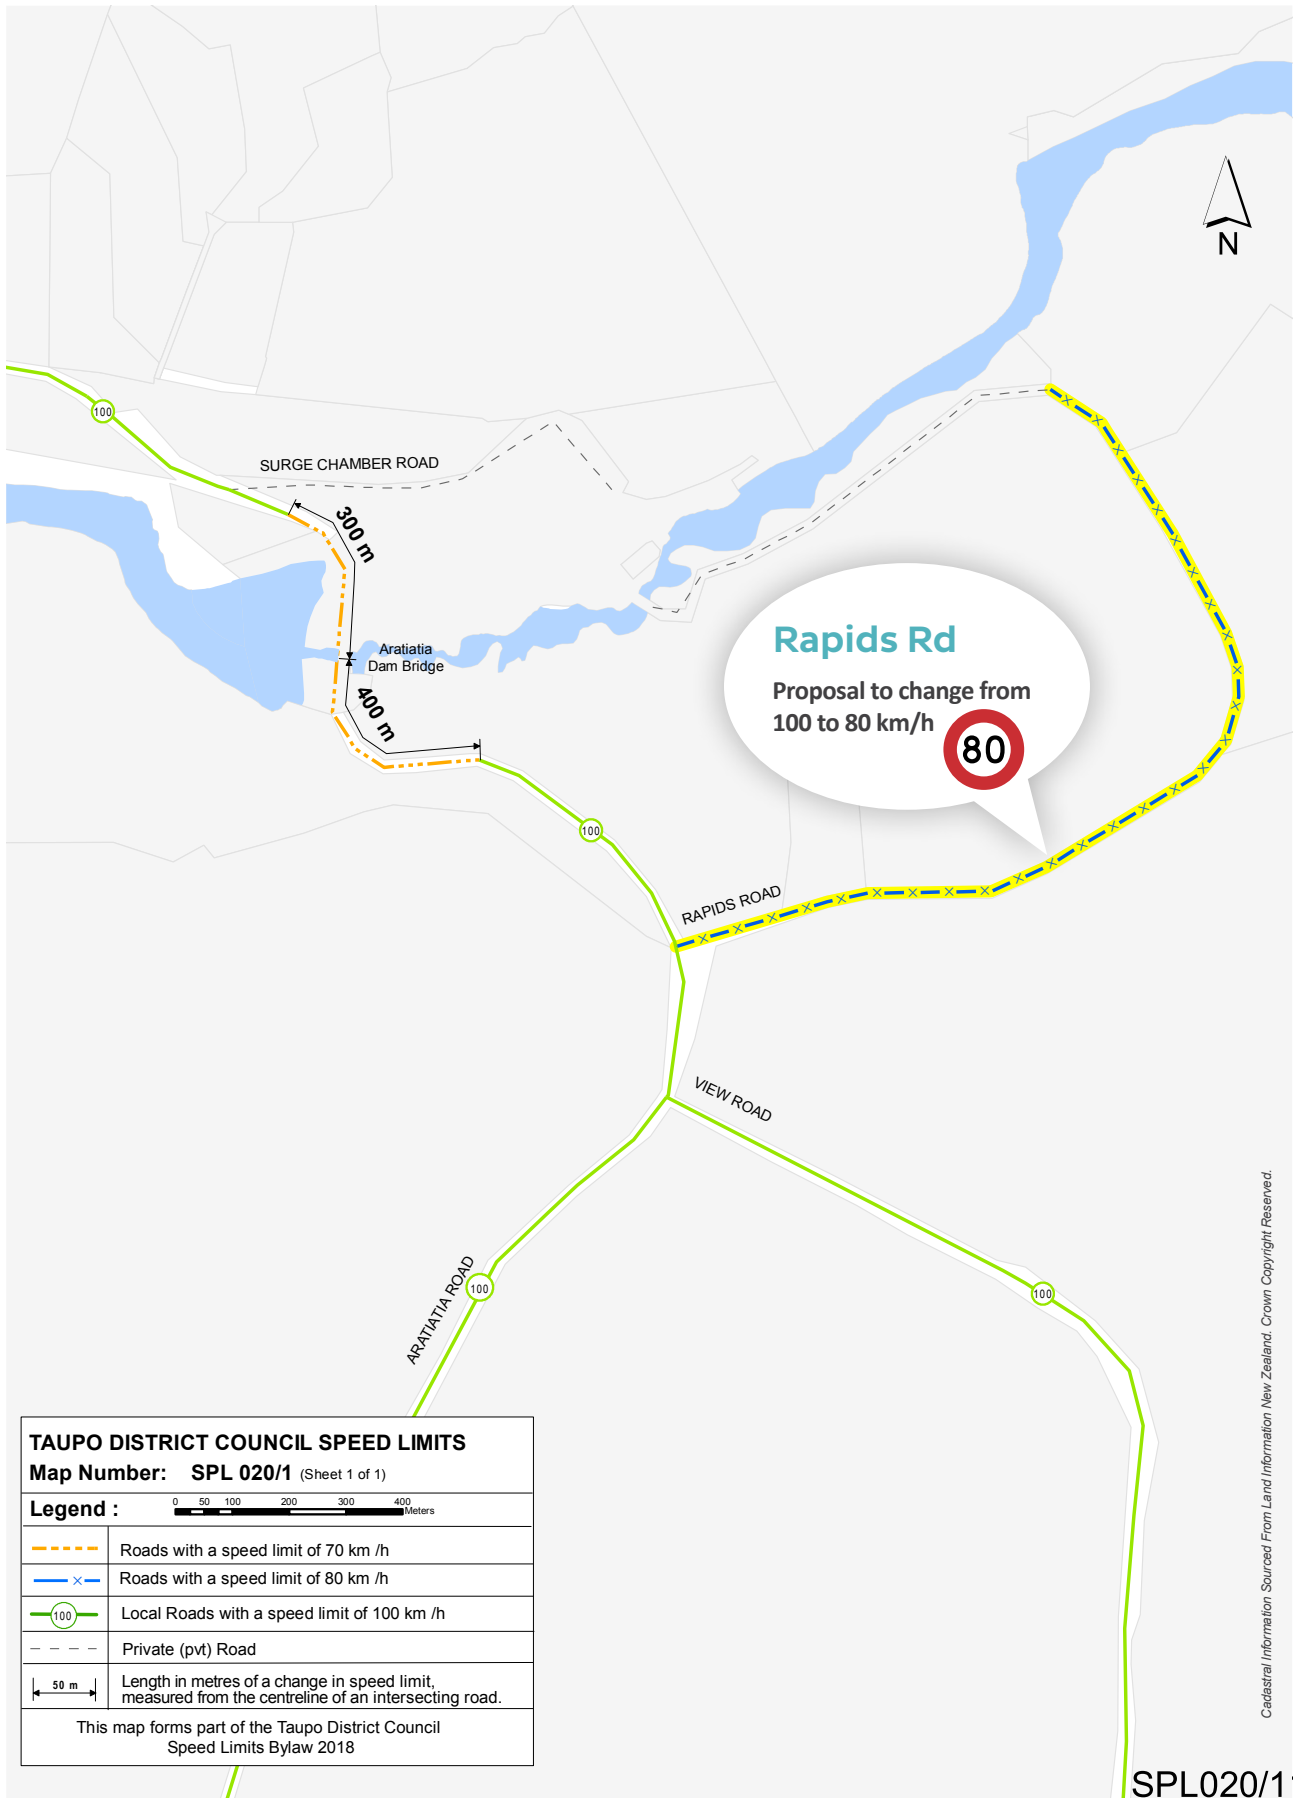 N
100
SURGE CHAMBER ROAD
300 m
Aratiatia
Dam Bridge
400 m
Rapids Rd
Proposal to change from
100 to 80 km/h
80
100
RAPIDS ROAD
VIEW ROAD
ARATIATIA ROAD
100
100
Cadastral Information Sourced From Land Information New Zealand. Crown Copyright Reserved.
TAUPO DISTRICT COUNCIL SPEED LIMITS
Map Number: SPL 020/1 (Sheet 1 of 1)
Legend :
0 50 100 200 300 400
Meters
Roads with a speed limit of 70 km /h
Roads with a speed limit of 80 km /h
100 Local Roads with a speed limit of 100 km /h
Private (pvt) Road
50 m
Length in metres of a change in speed limit,
measured from the centreline of an intersecting road.
This map forms part of the Taupo District Council
Speed Limits Bylaw 2018
SPL020/1